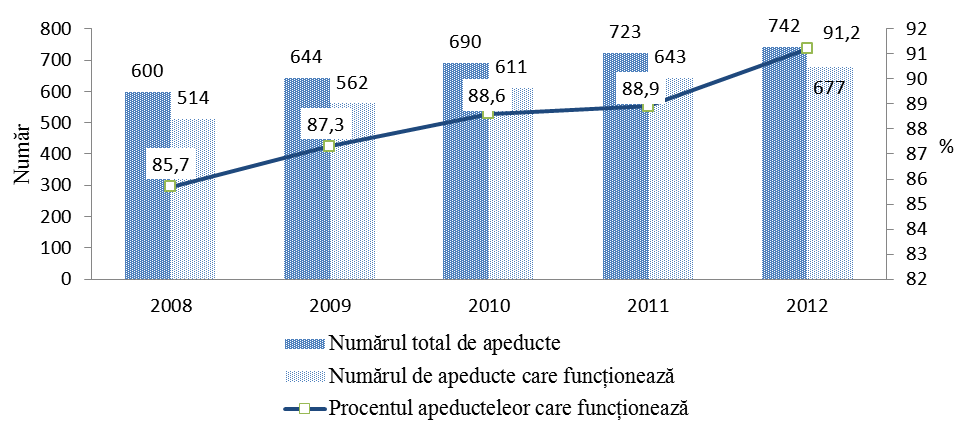 800 700 600 500 400 300 200 100 0
Număr
92 91 90 89 88 87 86 85 84 83 82
%
600 514 85,7
644 562 87,3
690 611 88,6
723 643 88,9
742 677 91,2
2008 2009 2010 2011 2012
Numărul total de apeducte
Numărul de apeducte care funcționează
Procentul apeducteleor care funcționează